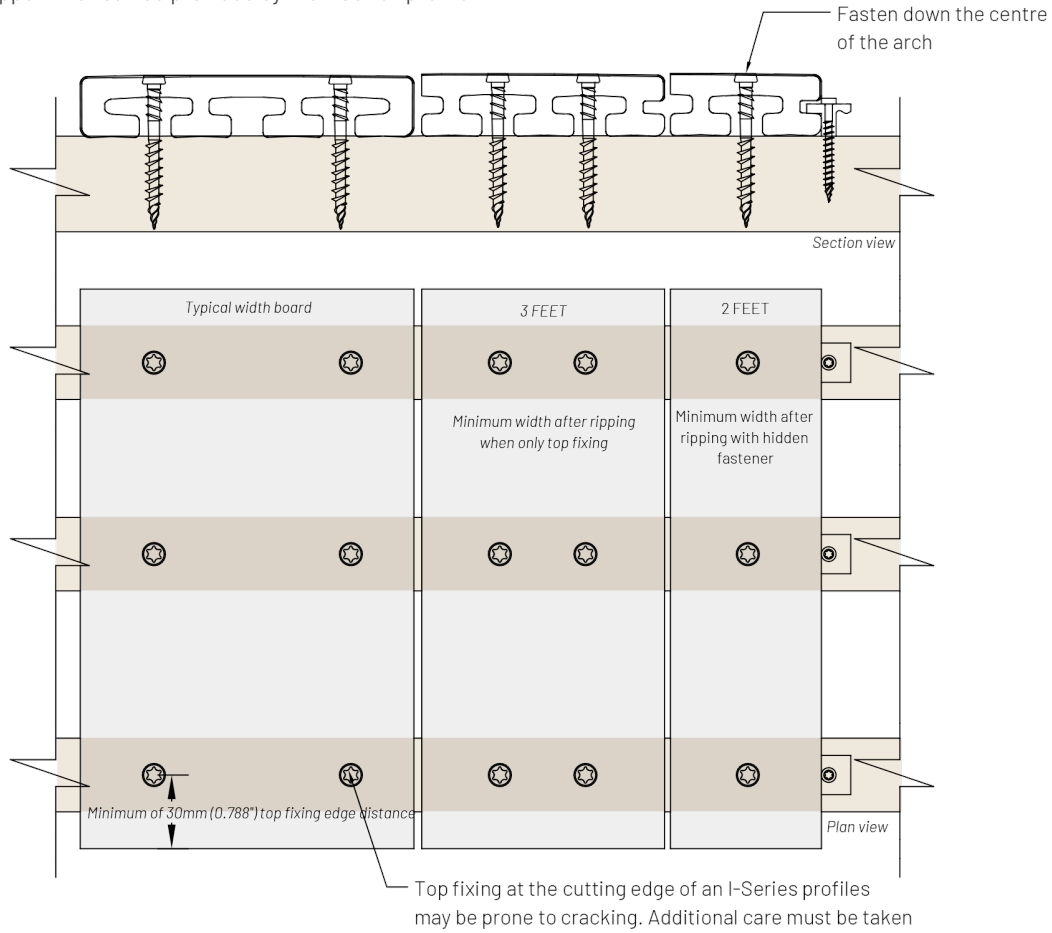 Fasten down the centre
of the arch
Section view
Typical width board
3 FEET
2 FEET
Minimum width after ripping
when only top fixing
Minimum width after
ripping with hidden
fastener
Minimum of 30mm (0.788") top fixing edge distance
Plan view
Top fixing at the cutting edge of an I-Series profiles
may be prone to cracking. Additional care must be taken